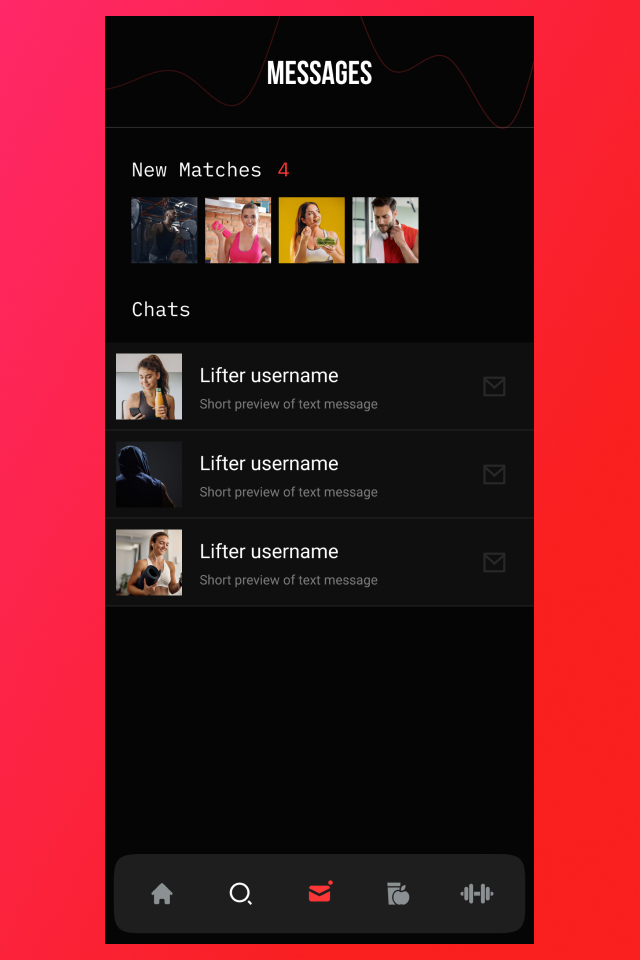 MESSAGES
New Matches 4
Chats
Lifter username
Short preview of text message
Lifter username
Short preview of text message
Lifter username
Short preview of text message